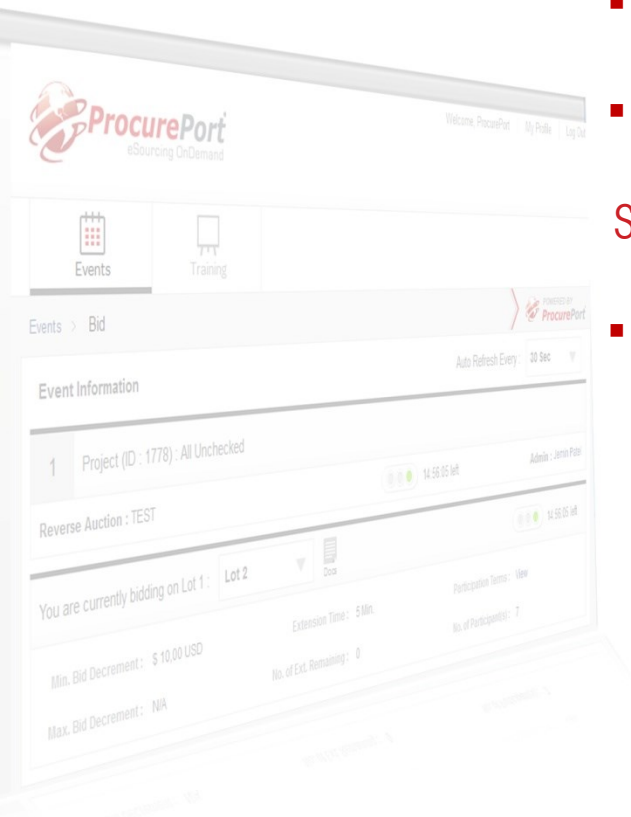 ProcurePort
eSourcing OnDemand
Welcome ProcurePort My Profile Log Out
Events
Training
S
Events > Bid
POWERED BY
ProcurePort
Event Information
Auto Refresh Every : 30 Sec
1 Project (ID : 1778) : All Unchecked
14:56:05 left
Admin : Jemin Patel
Reverse Auction : TEST
14:56:05 left
You are currently bidding on Lot 1 : Lot 2
Docs
Min. Bid Decrement : $ 10,00 USD
Extension Time : 5 Min.
Participation Terms : View
Max. Bid Decrement : N/A
No. of Ext. Remaining : 0
No. of Participant(s) : 7